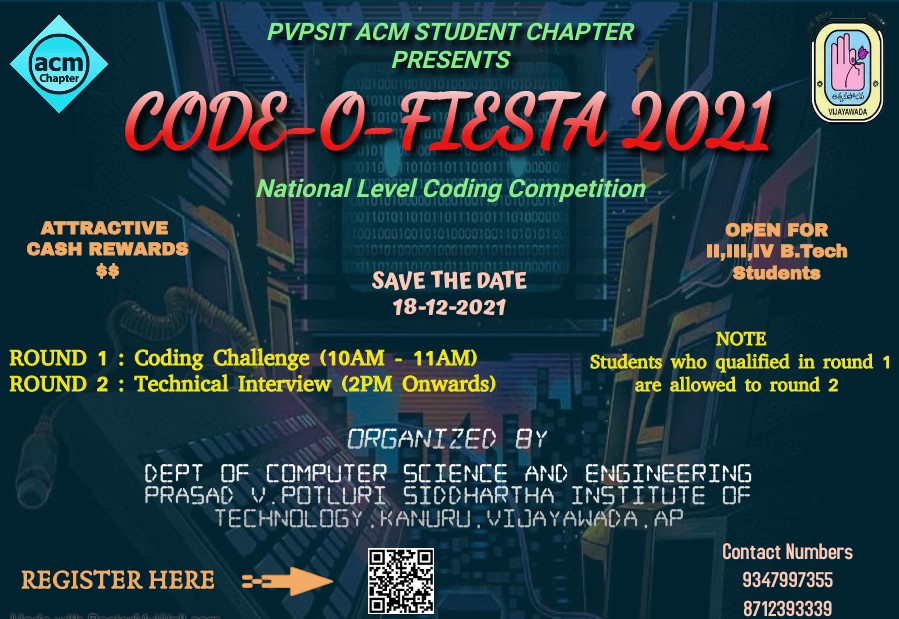 PVPSIT ACM STUDENT CHAPTER
PRESENTS
acm
Chapter
VIJAYAWADA
CODE-O-FIESTA 2021
National Level Coding Competition
ATTRACTIVE
CASH REWARDS
$$
OPEN FOR
II,III,IV B.Tech
Students
SAVE THE DATE
18-12-2021
ROUND 1 : Coding Challenge (10AM - 11AM)
ROUND 2 : Technical Interview (2PM Onwards)
NOTE
Students who qualified in round 1
are allowed to round 2
ORGANIZED BY
DEPT OF COMPUTER SCIENCE AND ENGINEERING
PRASAD V.POTLURI SIDDHARTHA INSTITUTE OF
TECHNOLOGY,KANURU,VIJAYAWADA,AP
REGISTER HERE
Contact Numbers
9347997355
8712393339